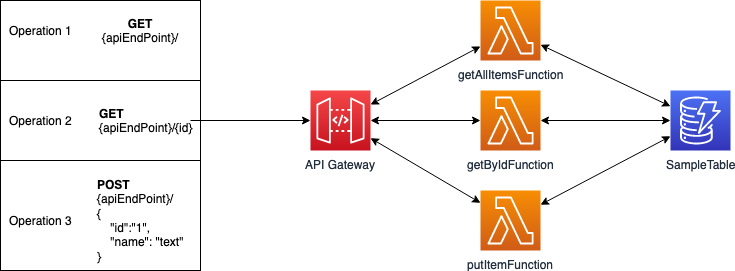 Operation 1
GET
{apiEndPoint}/
Operation 2
GET
{apiEndPoint}/{id}
Operation 3
POST
{apiEndPoint}/
{
"id":"1",
"name": "text"
}
API Gateway
getAllItemsFunction
getByIdFunction
putItemFunction
SampleTable